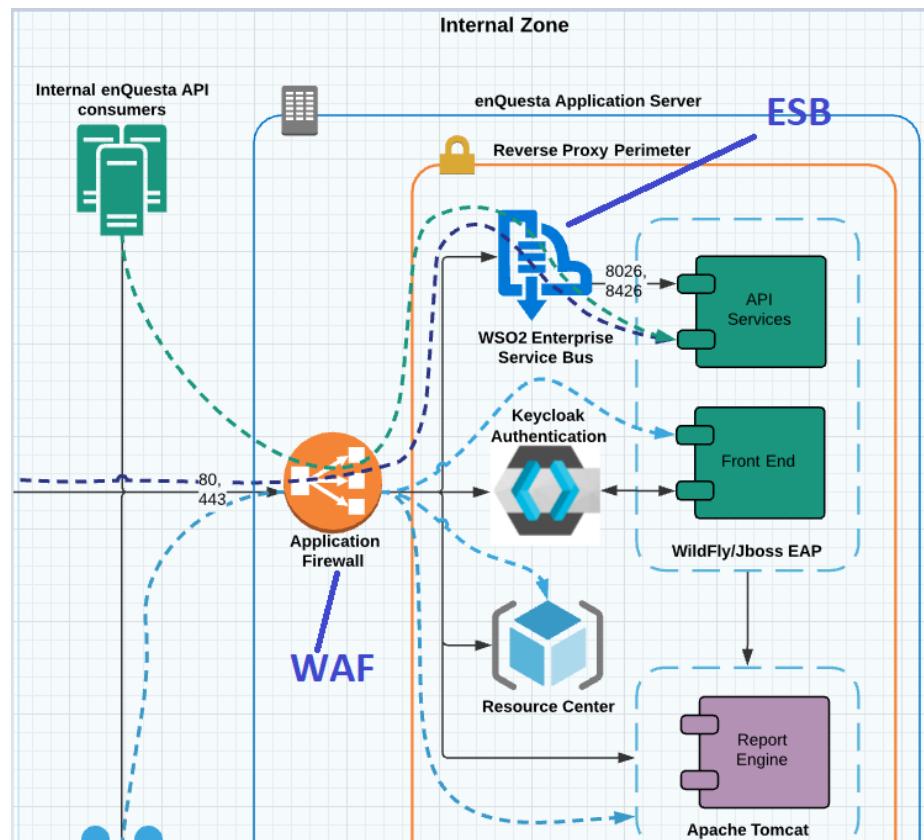 Internal Zone
Internal enQuesta API
consumers
enQuesta Application Server
ESB
Reverse Proxy Perimeter
8026,
8426
API
Services
WSO2 Enterprise
Service Bus
Keycloak
Authentication
Front End
80,
443
Application
Firewall
WildFly/Jboss EAP
WAF
Resource Center
Report
Engine
Apache Tomcat